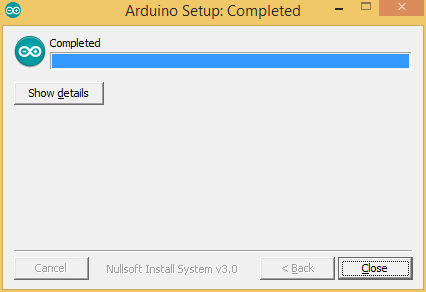 Arduino Setup: Completed
Completed
Show details
Cancel
Nullsoft Install System v3.0
< Back
Close